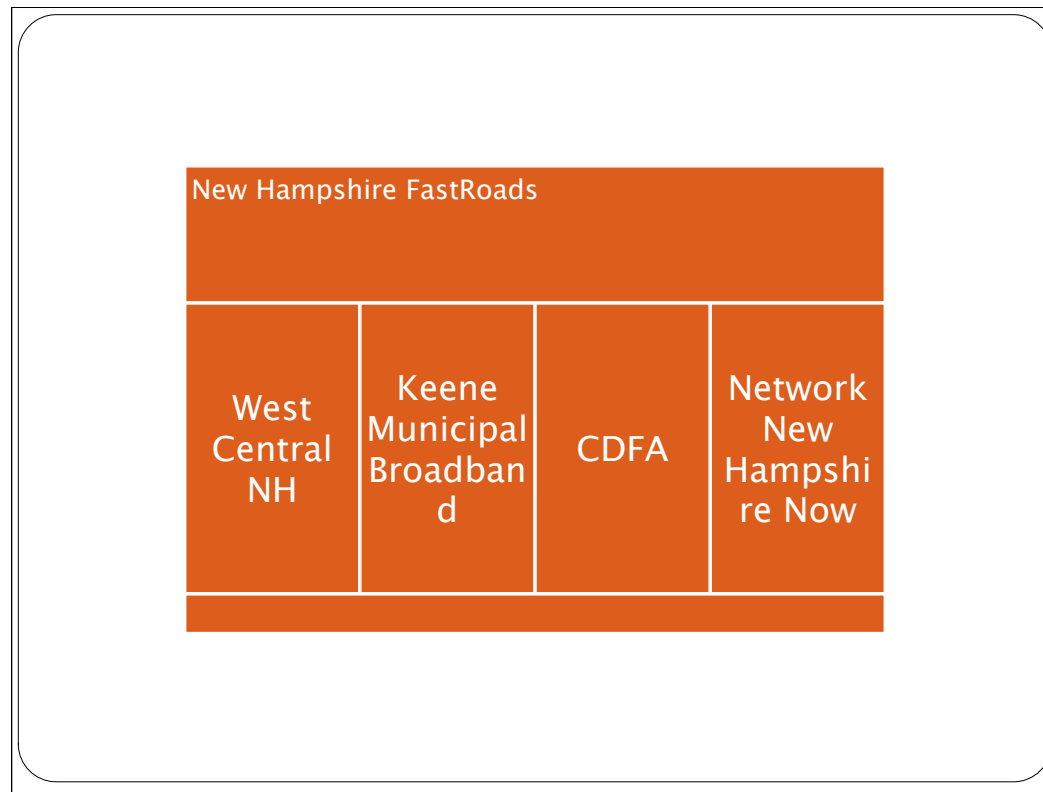 New Hampshire FastRoads
West
Central
NH
Keene
Municipal
Broadban
d
CDFA
Network
New
Hampshi
re Now